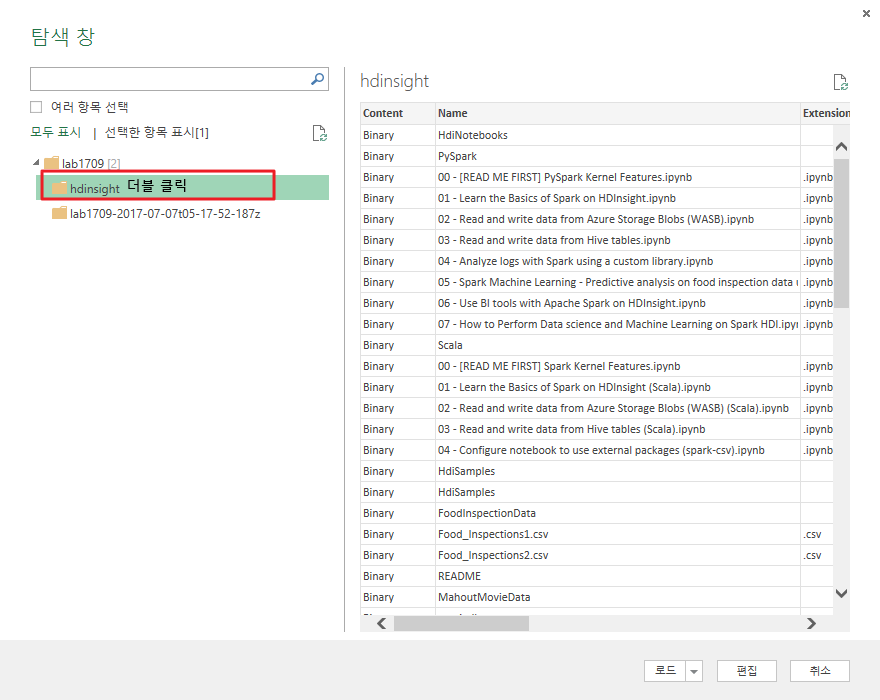 탐색 창
여러 항목 선택
모두 표시 | 선택한 항목 표시[1]
lab1709 [2]
hdinsight 더블 클릭
lab1709-2017-07-07t05-17-52-187z
hdinsight
Content Name Extension
Binary HdiNotebooks
Binary PySpark
Binary 00 - [READ ME FIRST] PySpark Kernel Features.ipynb .ipynb
Binary 01 - Learn the Basics of Spark on HDInsight.ipynb .ipynb
Binary 02 - Read and write data from Azure Storage Blobs (WASB).ipynb .ipynb
Binary 03 - Read and write data from Hive tables.ipynb .ipynb
Binary 04 - Analyze logs with Spark using a custom library.ipynb .ipynb
Binary 05 - Spark Machine Learning - Predictive analysis on food inspection data .ipynb
Binary 06 - Use BI tools with Apache Spark on HDInsight.ipynb .ipynb
Binary 07 - How to Perform Data science and Machine Learning on Spark HDI.ipy .ipynb
Binary Scala
Binary 00 - [READ ME FIRST] Spark Kernel Features.ipynb .ipynb
Binary 01 - Learn the Basics of Spark on HDInsight (Scala).ipynb .ipynb
Binary 02 - Read and write data from Azure Storage Blobs (WASB) (Scala).ipynb .ipynb
Binary 03 - Read and write data from Hive tables (Scala).ipynb .ipynb
Binary 04 - Configure notebook to use external packages (spark-csv).ipynb .ipynb
Binary HdiSamples
Binary HdiSamples
Binary FoodInspectionData
Binary Food_Inspections1.csv .csv
Binary Food_Inspections2.csv .csv
Binary README
Binary MahoutMovieData
로드 편집 취소